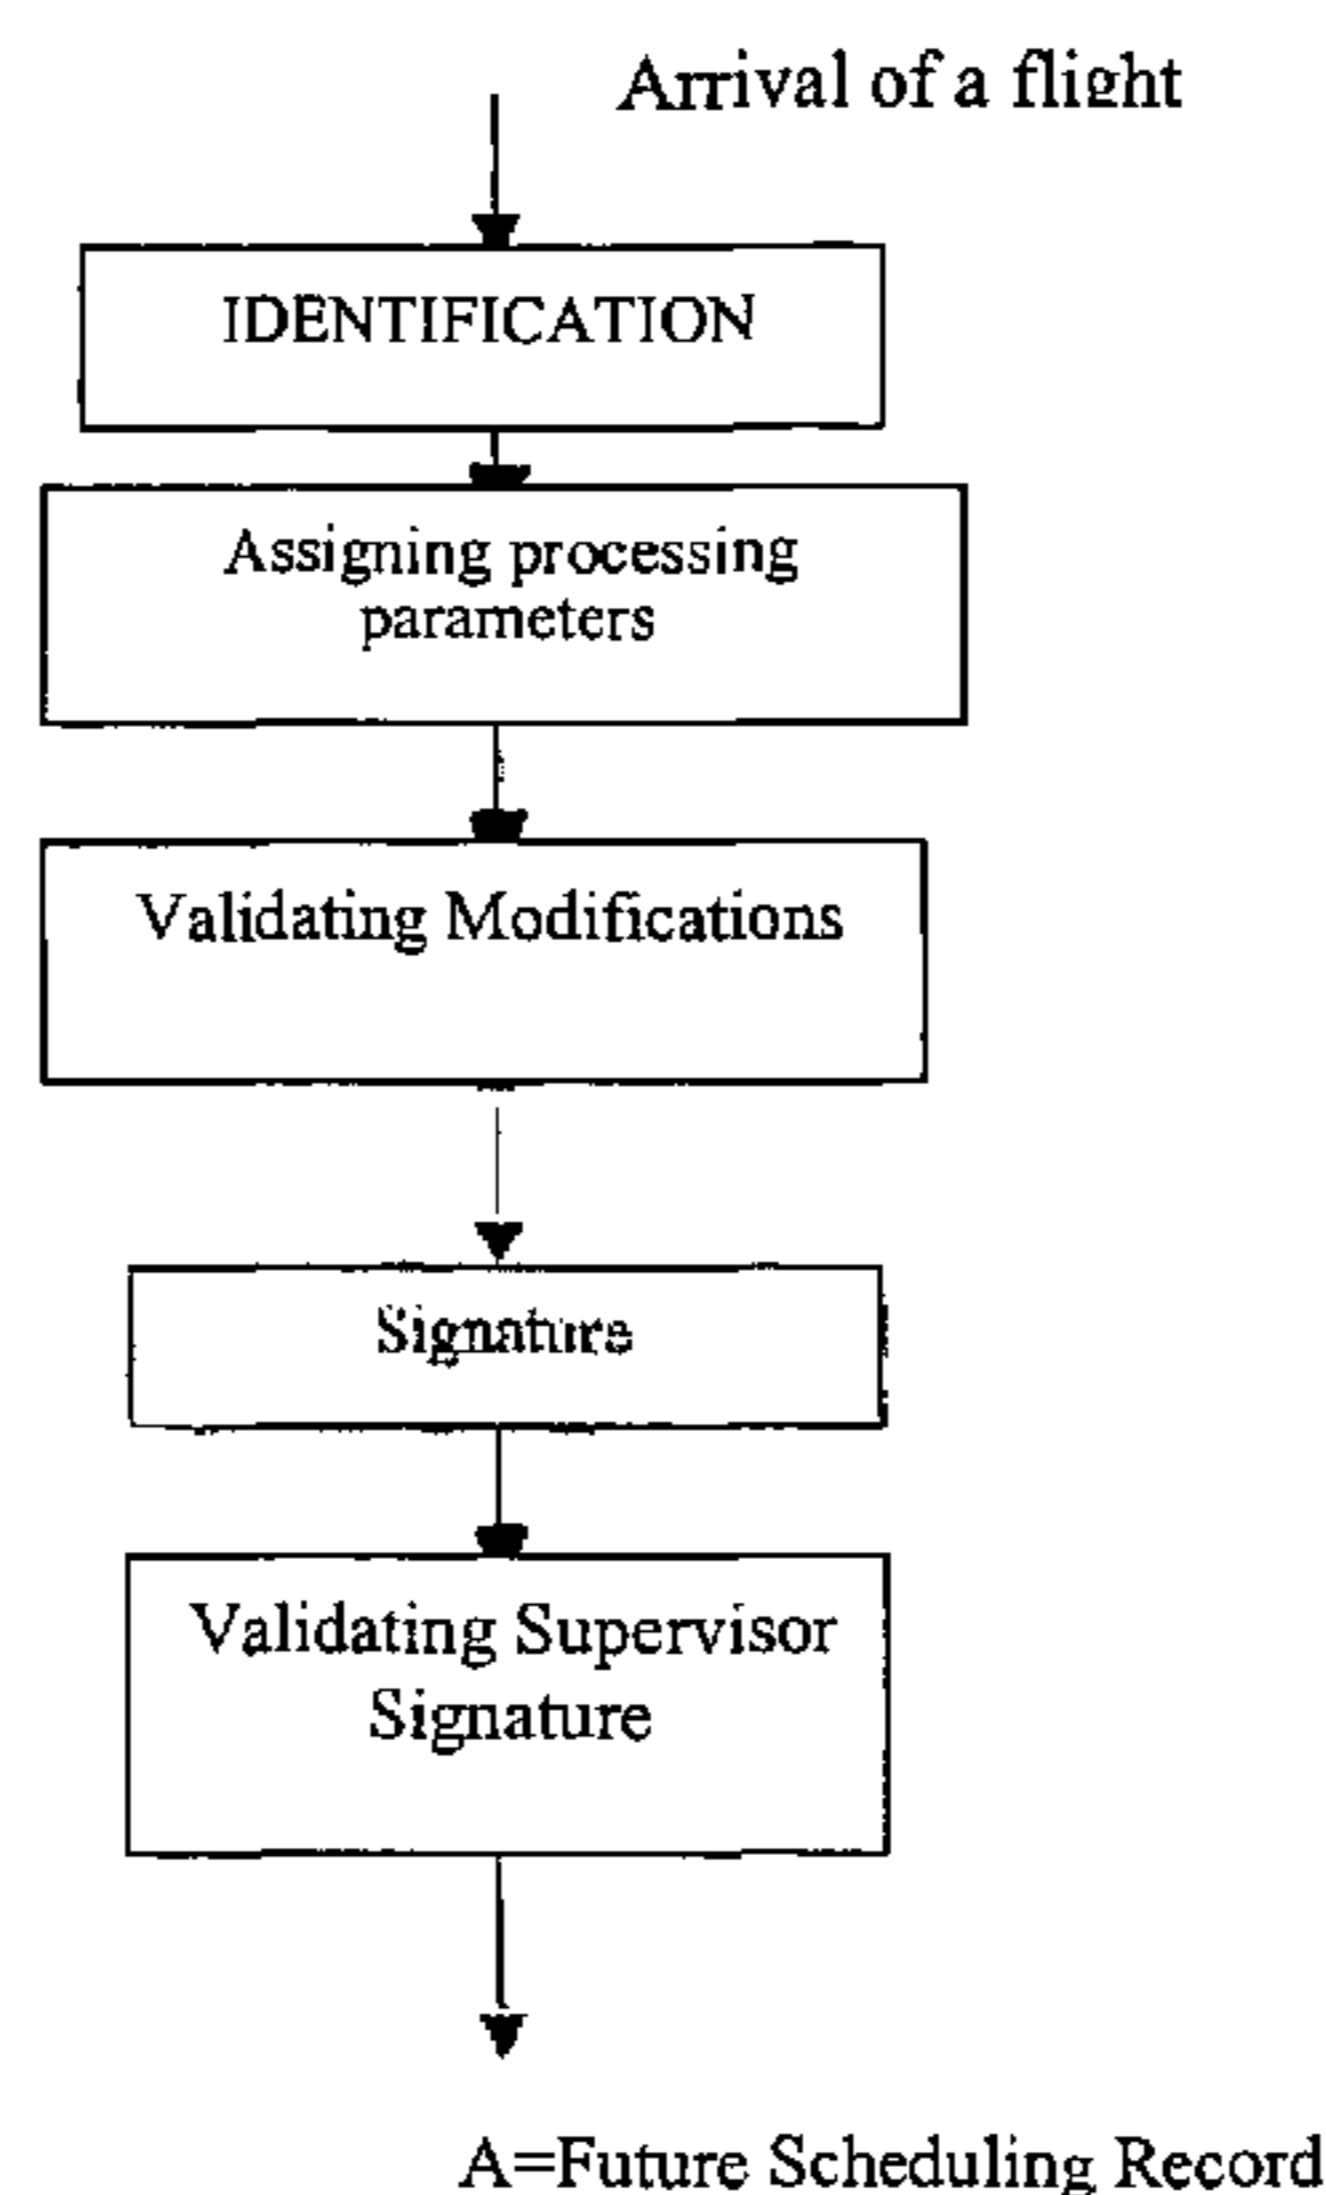 Arrival of a flight
IDENTIFICATION
Assigning processing
parameters
Validating Modifications
Signature
Validating Supervisor
Signature
A=Future Scheduling Record